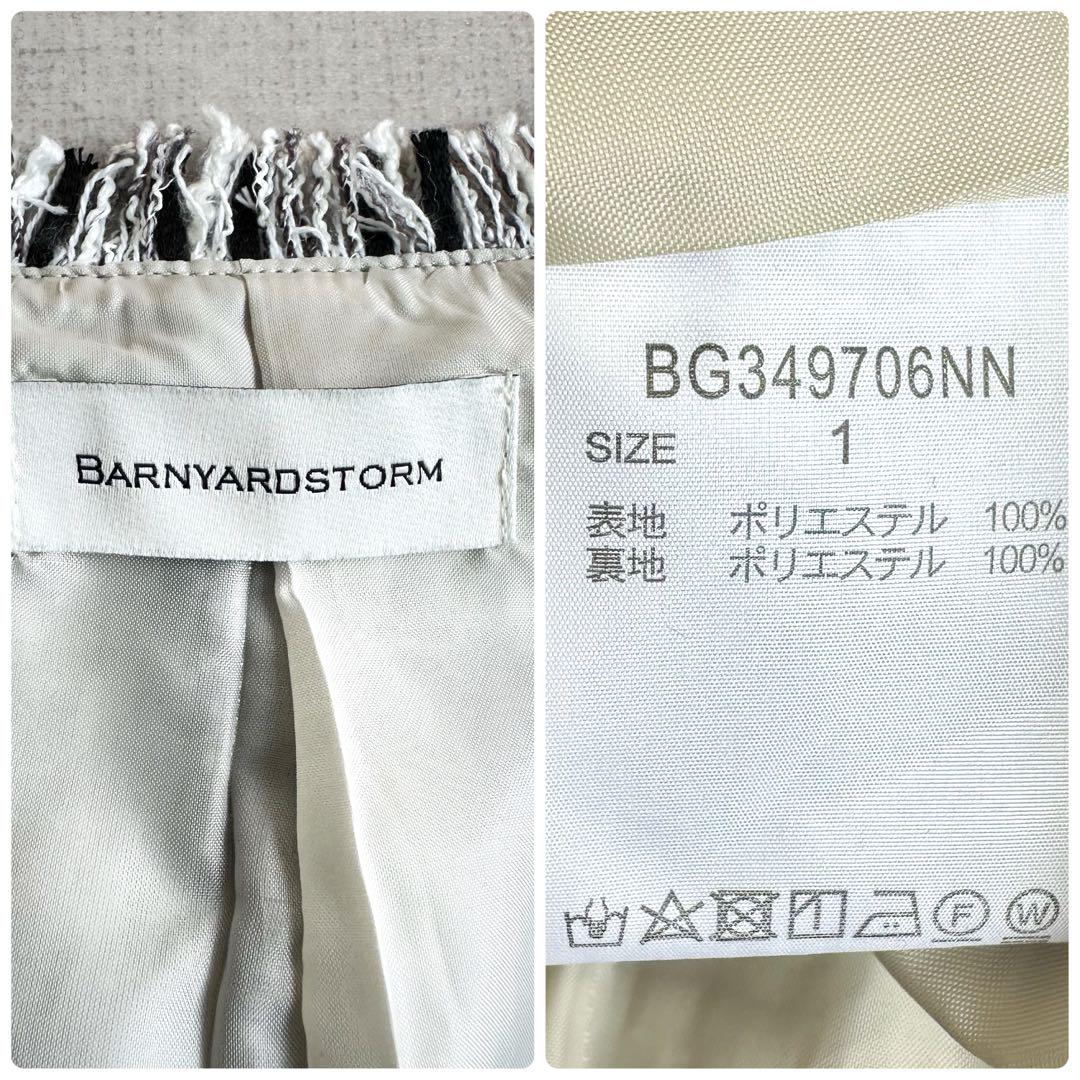 BARNYARDSTORM
BG349706NN
SIZE 1
表地 ポリエステル 100%
裏地 ポリエステル 100%
F W